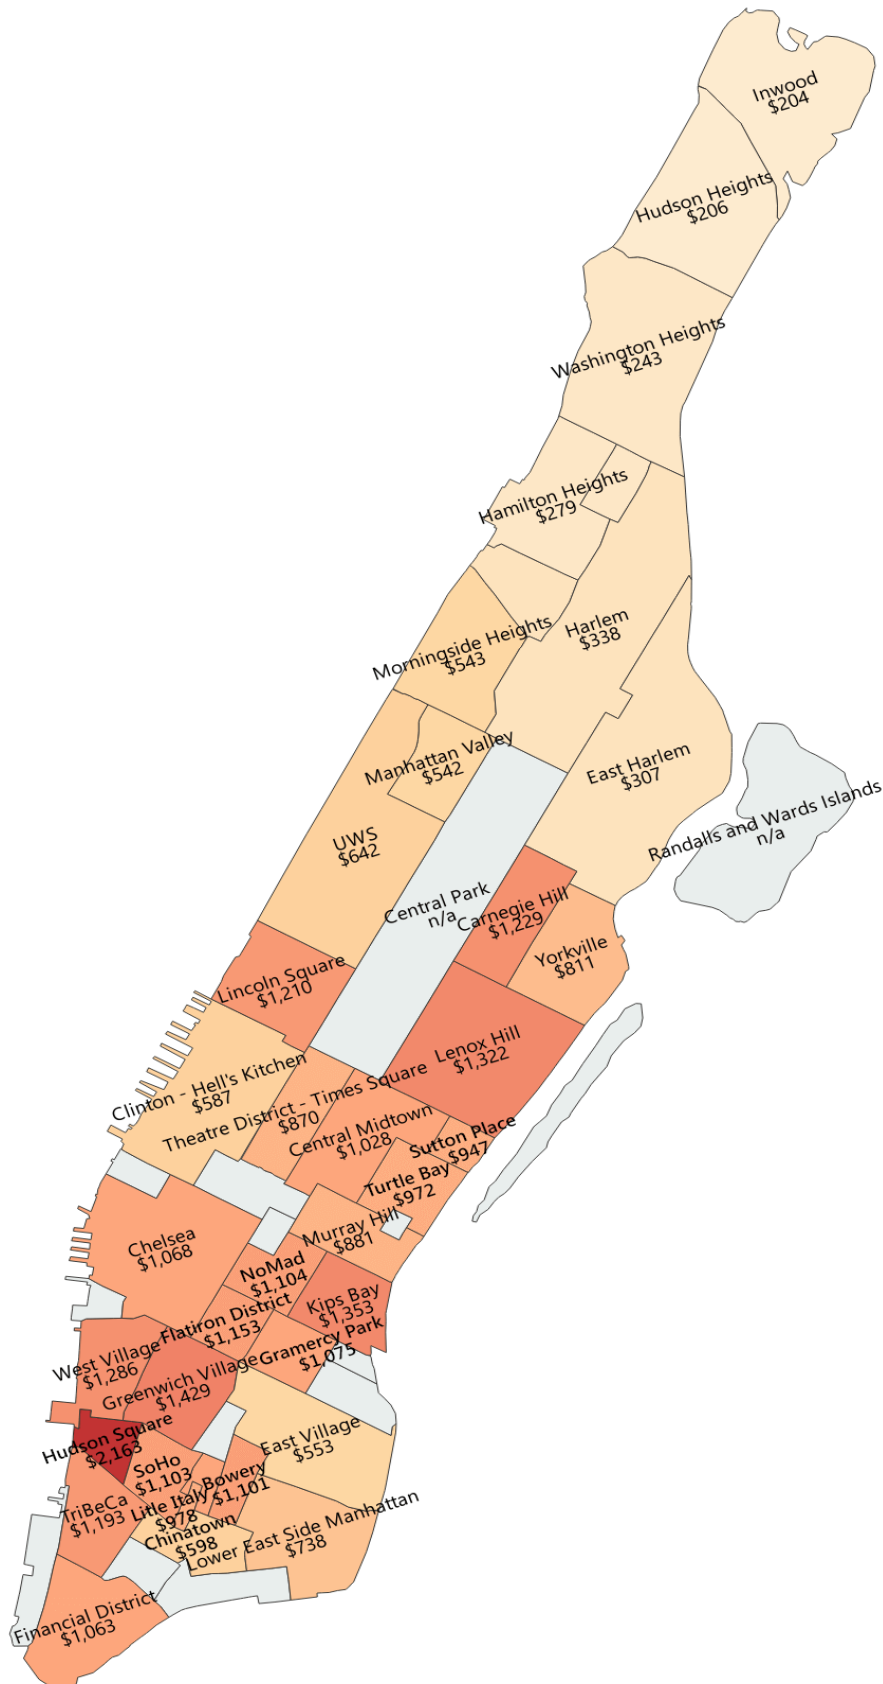 Inwood
$204
Hudson Heights
$206
Washington Heights
$243
Hamilton Heights
$279
Harlem
$338
Morningside Heights
$543
Manhattan Valley
$542
East Harlem
$307
Randalls and Wards Islands
n/a
UWS
$642
Central Park
n/a
Carnegie Hill
$1,229
Yorkville
$811
Lincoln Square
$1,210
Lenox Hill
$1,322
Clinton - Hell's Kitchen
$587
Theatre District - Times Square
$870
Central Midtown
$1,028
Sutton Place
$947
Turtle Bay
$972
Murray Hill
$881
Chelsea
$1,068
NoMad
$1,104
Kips Bay
$1,353
Flatiron District
$1,153
Gramercy Park
$1,075
West Village
$1,286
Greenwich Village
$1,429
Hudson Square
$2,163
East Village
$553
SoHo
$1,103
Bowery
$1,101
TriBeCa
$1,193
Litle Italy
$978
Chinatown
$598
Lower East Side Manhattan
$738
Financial District
$1,063